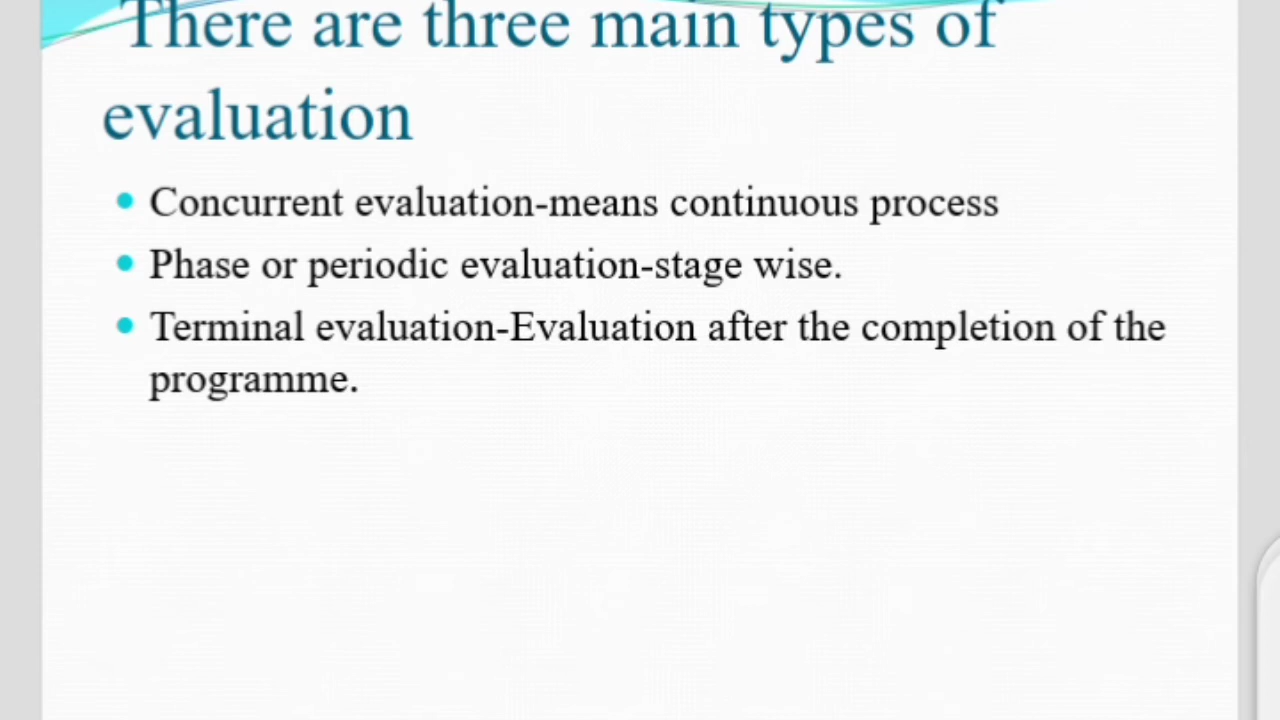 There are three main types of
evaluation
Concurrent evaluation-means continuous process
Phase or periodic evaluation-stage wise.
Terminal evaluation-Evaluation after the completion of the
programme.